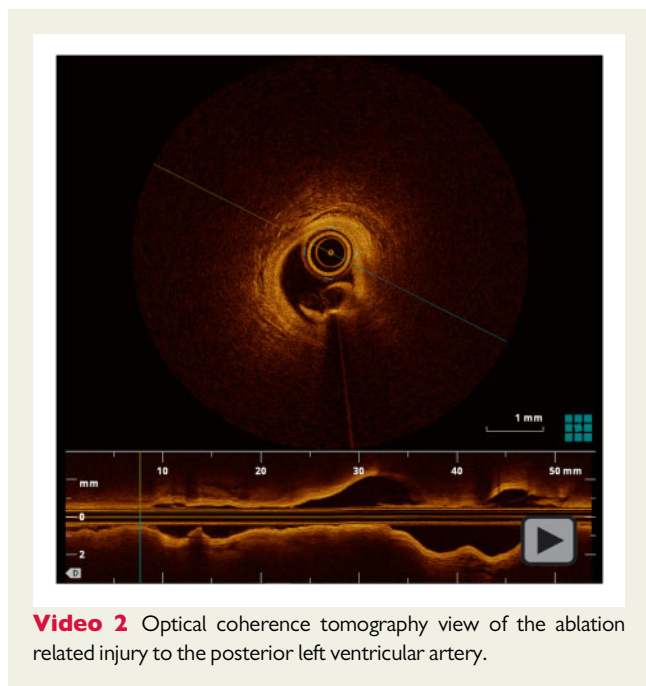 1 mm
10 20 30 40 50 mm
mm
0
2
D
Video 2 Optical coherence tomography view of the ablation
related injury to the posterior left ventricular artery.